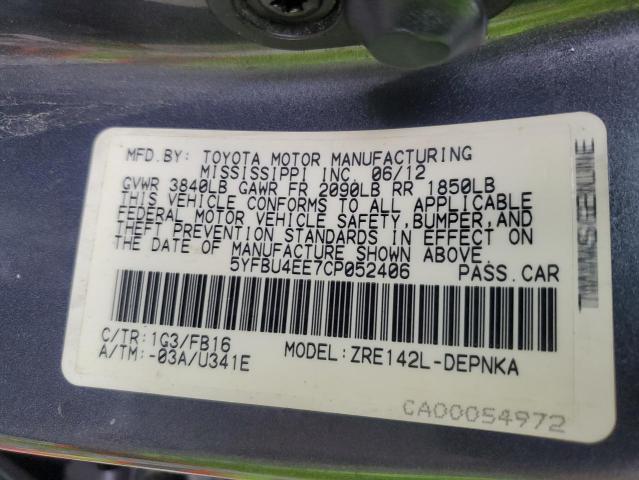 MFD.BY: TOYOTA MOTOR MANUFACTURING
MISSISSIPPI INC. 06/12
GVWR 3840LB GAWR FR 2090LB RR 1850LB
THIS VEHICLE CONFORMS TO ALL APPLICABLE
FEDERAL MOTOR VEHICLE SAFETY, BUMPER, AND
THEFT PREVENTION STANDARDS IN EFFECT ON
THE DATE OF MANUFACTURE SHOWN ABOVE.
5YFBU4EE7CP052406 PASS.CAR
C/TR: 1G3/FB16
A/TM: -03A/U341E MODEL: ZRE142L-DEPNKA
CA00054972